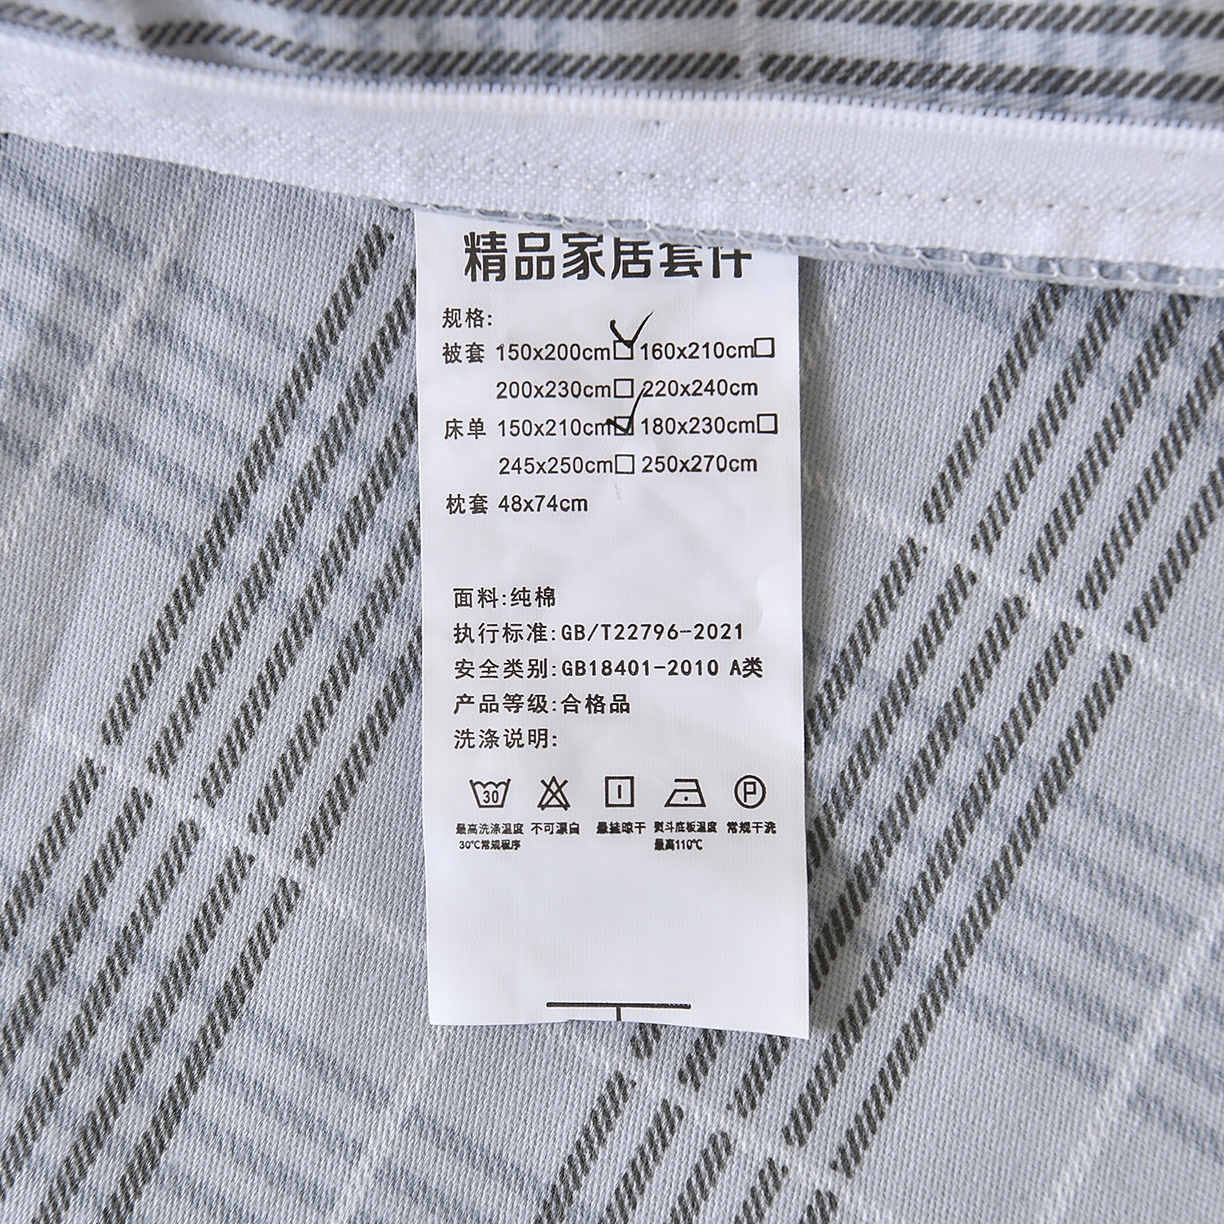 精品家居套件
规格:
被套 150x200cm☑ 160x210cm☐
200x230cm☐ 220x240cm
床单 150x210cm☑ 180x230cm☐
245x250cm☐ 250x270cm
枕套 48x74cm
面料:纯棉
执行标准:GB/T22796-2021
安全类别:GB18401-2010 A类
产品等级:合格品
洗涤说明:
30 P
最高洗涤温度 不可漂白 悬挂晾干 熨斗底板温度 常规干洗
30℃常规程序 最高110℃